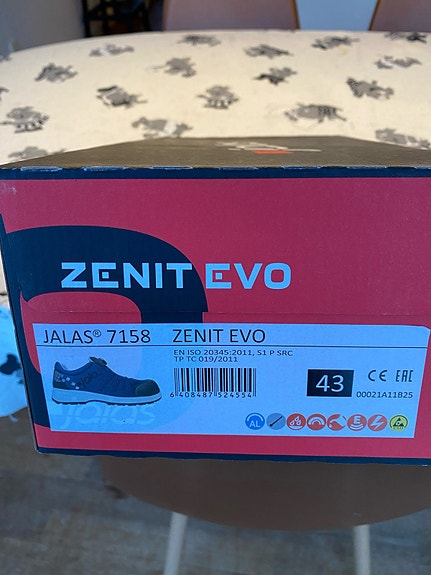 ZENIT EVO
JALAS® 7158 ZENIT EVO
EN ISO 20345:2011, S1 P SRC
TP TC 019/2011
43
CE EAC
6 408487 524554
00021A11B25
jalas
AL
E